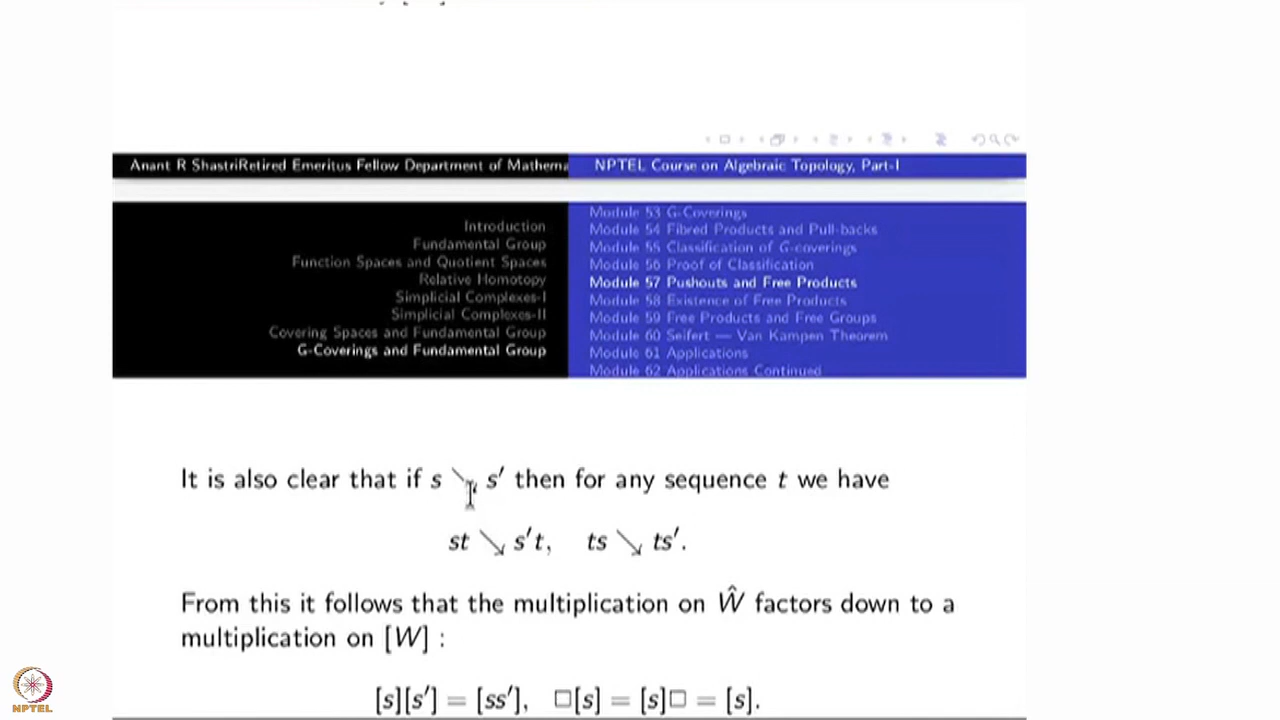 Anant R ShastriRetired Emeritus Fellow Department of Mathema
NPTEL Course on Algebraic Topology, Part-I
Introduction
Fundamental Group
Function Spaces and Quotient Spaces
Relative Homotopy
Simplicial Complexes-I
Simplicial Complexes-II
Covering Spaces and Fundamental Group
G-Coverings and Fundamental Group
Module 53 G-Coverings
Module 54 Fibred Products and Pull-backs
Module 55 Classification of G-coverings
Module 56 Proof of Classification
Module 57 Pushouts and Free Products
Module 58 Existence of Free Products
Module 59 Free Products and Free Groups
Module 60 Seifert — Van Kampen Theorem
Module 61 Applications
Module 62 Applications Continued
It is also clear that if s ↘ s′ then for any sequence t we have
st ↘ s′t, ts ↘ ts′.
From this it follows that the multiplication on Ŵ factors down to a
multiplication on [W] :
[s][s′] = [ss′], □[s] = [s]□ = [s].
NPTEL